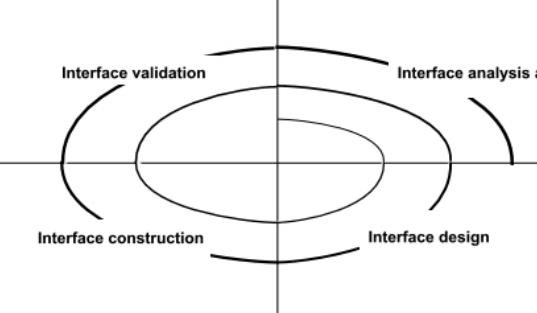 Interface validation
Interface analysis a
Interface construction
Interface design